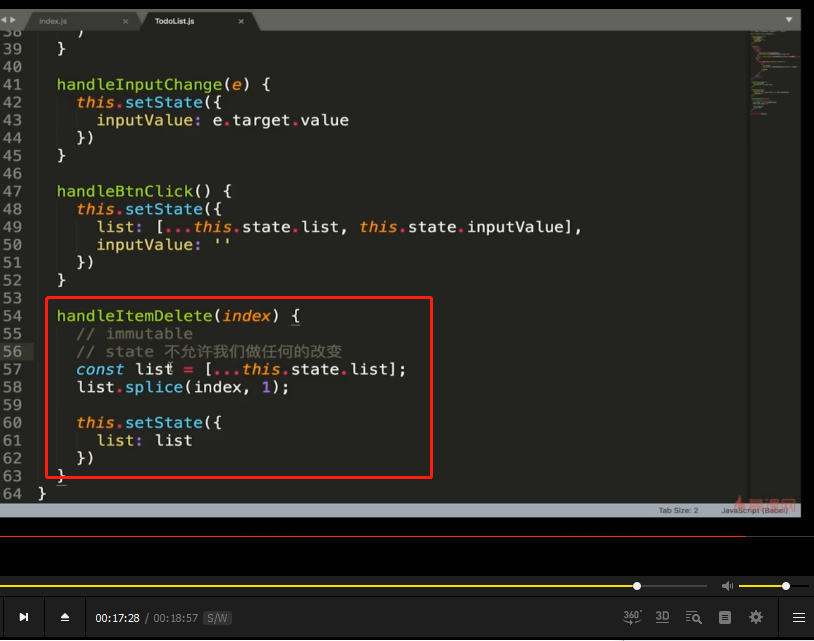 index.js × TodoList.js ×
38 )
39 }
40
41 handleInputChange(e) {
42 this.setState({
43 inputValue: e.target.value
44 })
45 }
46
47 handleBtnClick() {
48 this.setState({
49 list: [...this.state.list, this.state.inputValue],
50 inputValue: ''
51 })
52 }
53
54 handleItemDelete(index) {
55 // immutable
56 // state 不允许我们做任何的改变
57 const list = [...this.state.list];
58 list.splice(index, 1);
59
60 this.setState({
61 list: list
62 })
63 }
64 }
Tab Size: 2 JavaScript (Babel)
00:17:28 / 00:18:57 S/W 360° 3D